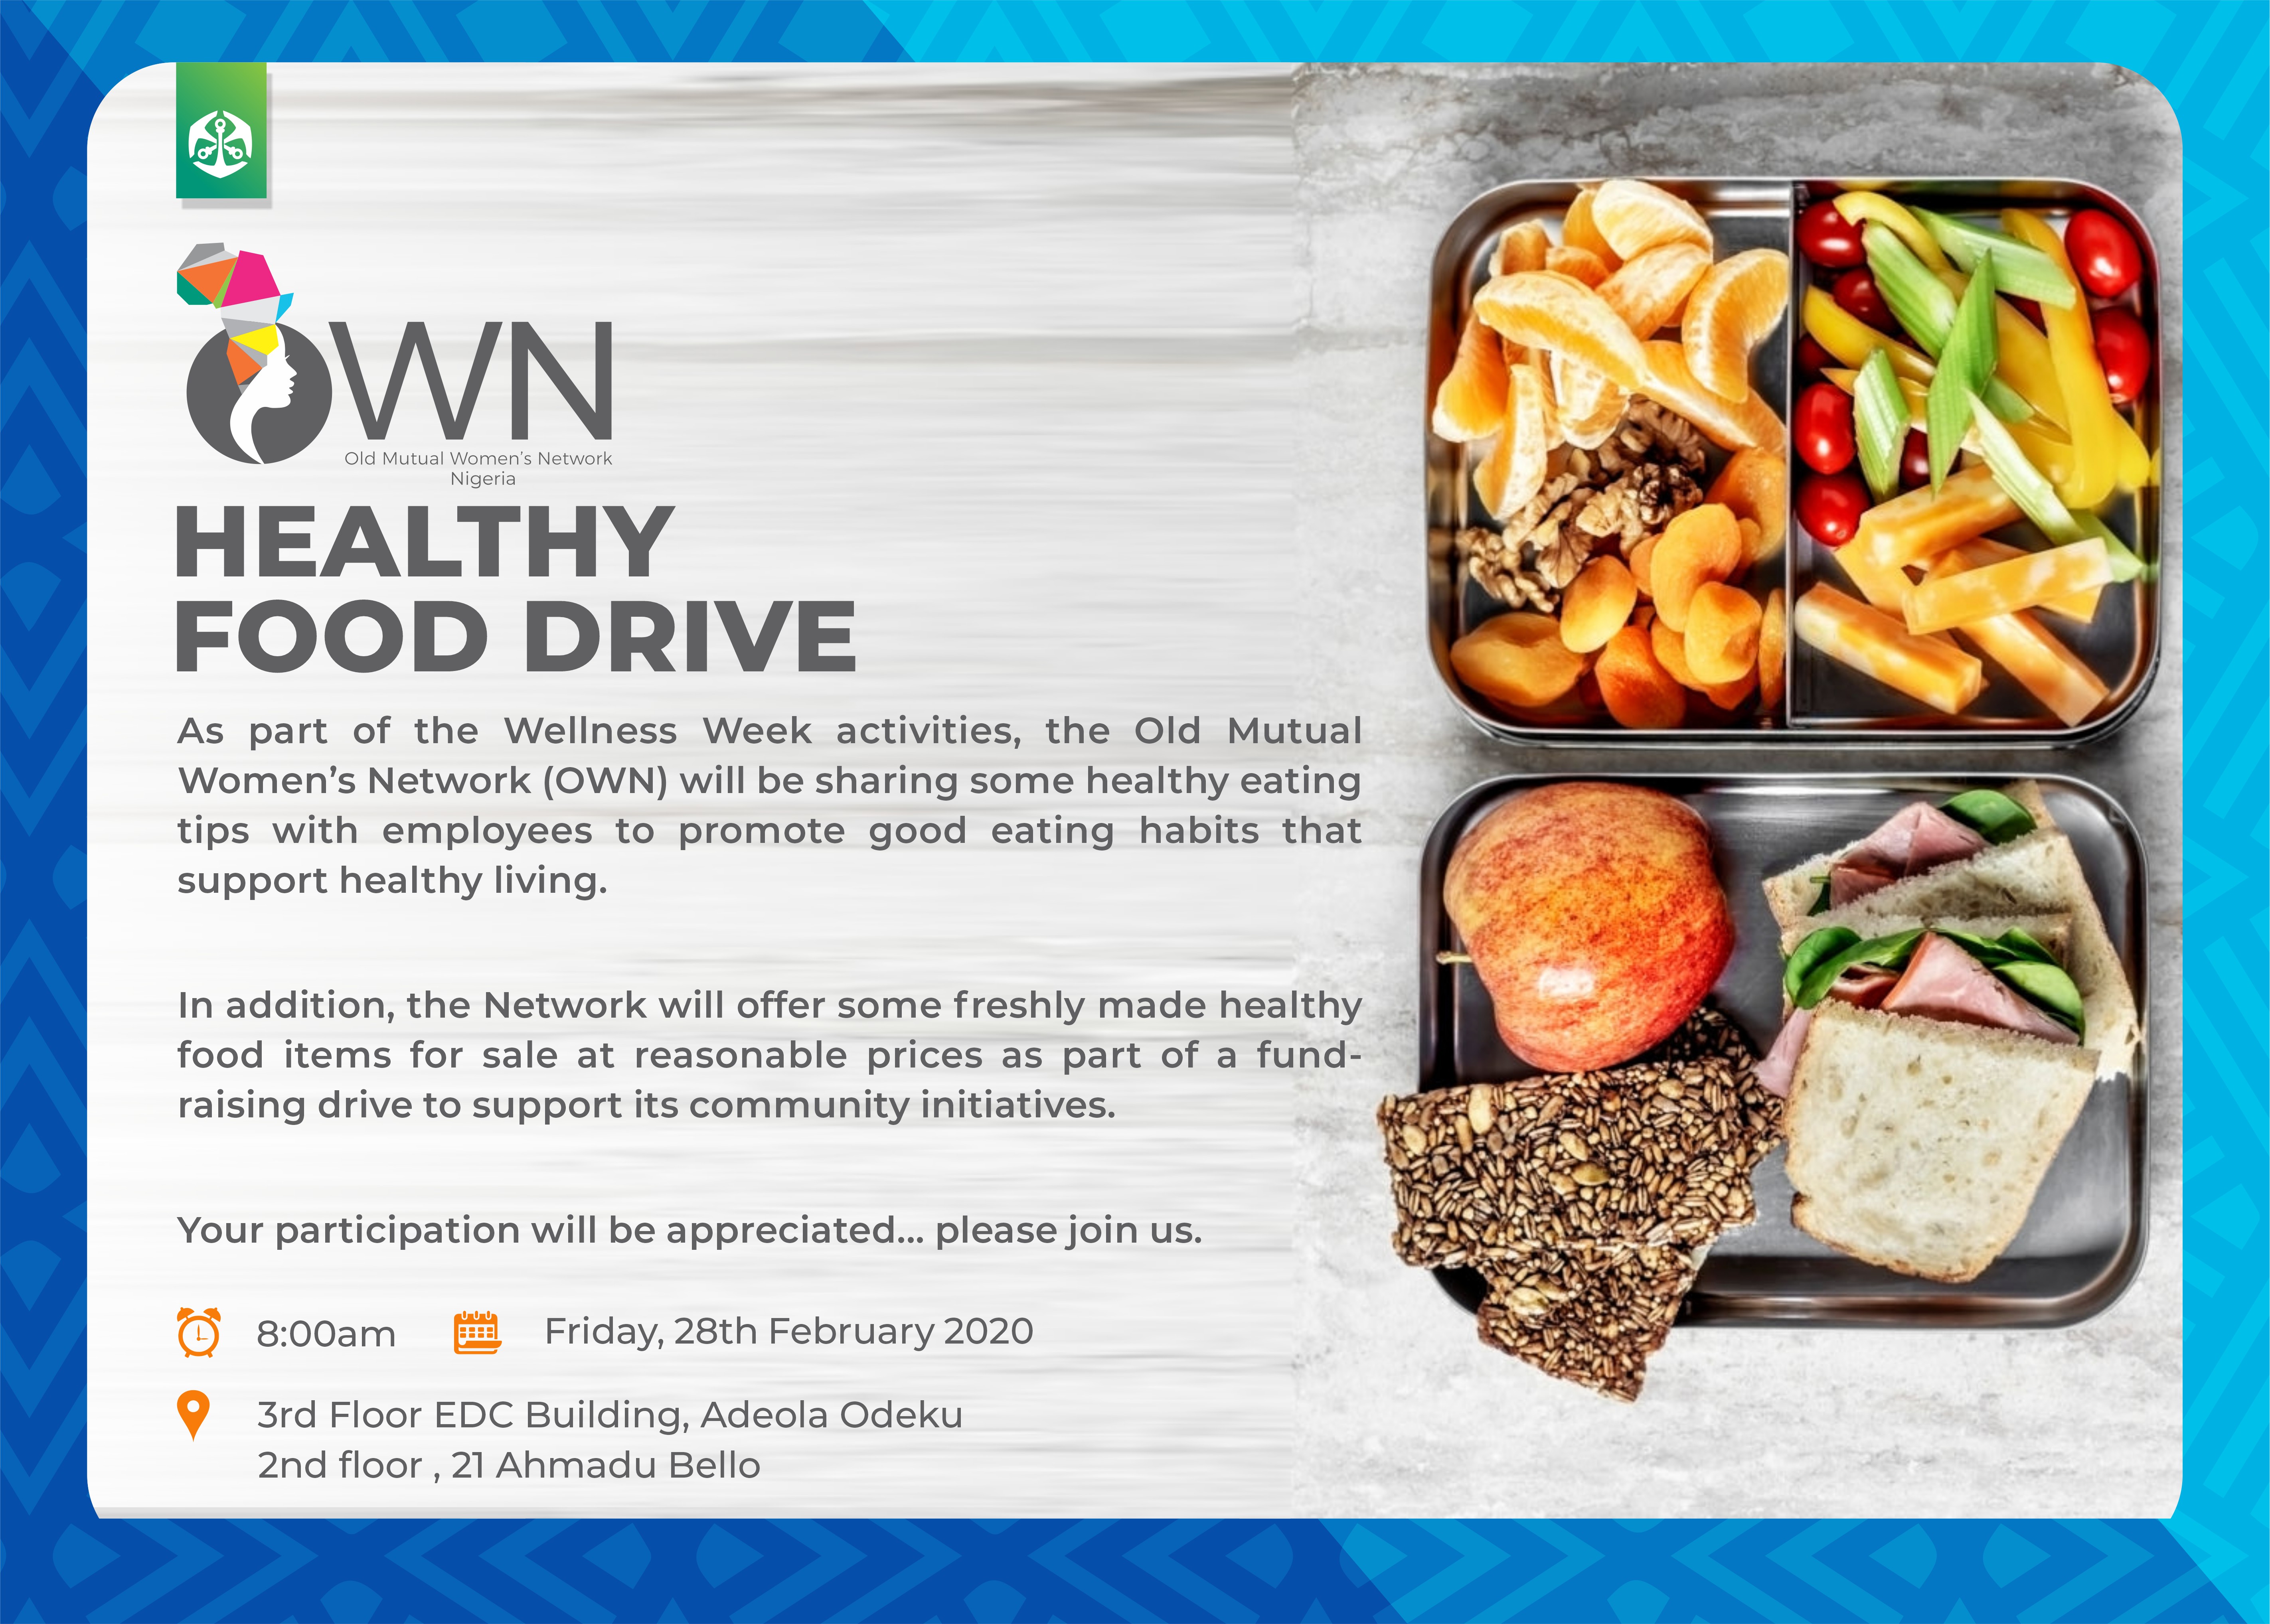 OWN
Old Mutual Women's Network
Nigeria
HEALTHY
FOOD DRIVE
As part of the Wellness Week activities, the Old Mutual
Women's Network (OWN) will be sharing some healthy eating
tips with employees to promote good eating habits that
support healthy living.
In addition, the Network will offer some freshly made healthy
food items for sale at reasonable prices as part of a fund-
raising drive to support its community initiatives.
Your participation will be appreciated... please join us.
8:00am Friday, 28th February 2020
3rd Floor EDC Building, Adeola Odeku
2nd floor , 21 Ahmadu Bello